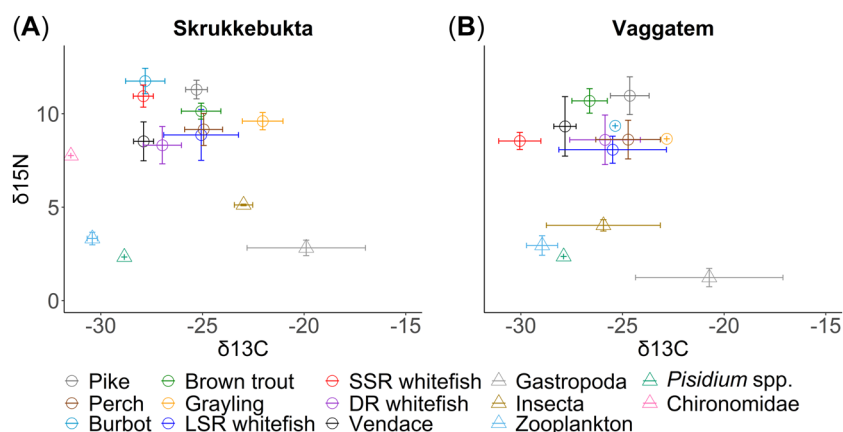 (A) Skrukkebukta (B) Vaggatem
δ15N
10
5
0
-30 -25 -20 -15 -30 -25 -20 -15
δ13C δ13C
Pike Brown trout SSR whitefish Gastropoda Pisidium spp.
Perch Grayling DR whitefish Insecta Chironomidae
Burbot LSR whitefish Vendace Zooplankton